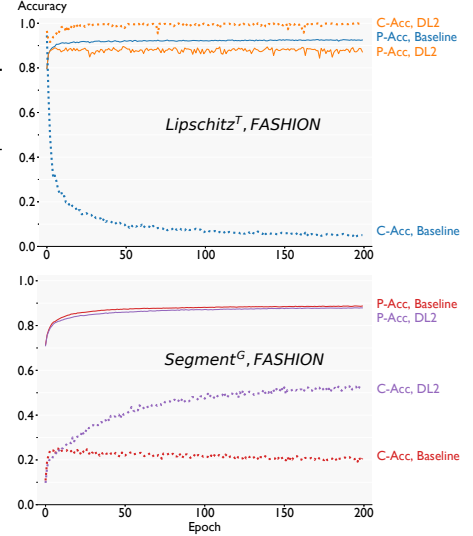 Accuracy
1.0
0.8
0.6
0.4
0.2
0.0
0
50
100
150
200
Lipschitz^T, FASHION
C-Acc, DL2
P-Acc, Baseline
P-Acc, DL2
C-Acc, Baseline
1.0
0.8
0.6
0.4
0.2
0.0
0
50
100
150
200
Epoch
Segment^G, FASHION
P-Acc, Baseline
P-Acc, DL2
C-Acc, DL2
C-Acc, Baseline